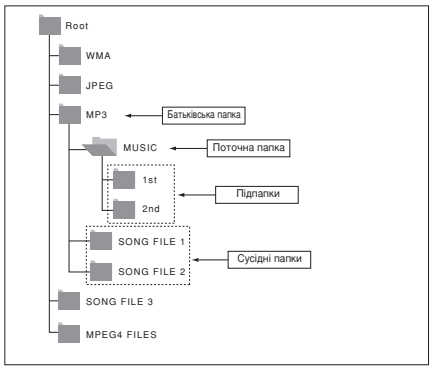 Root
WMA
JPEG
MP3 Батьківська папка
MUSIC Поточна папка
1st
Підпапки
2nd
SONG FILE 1
Сусідні папки
SONG FILE 2
SONG FILE 3
MPEG4 FILES